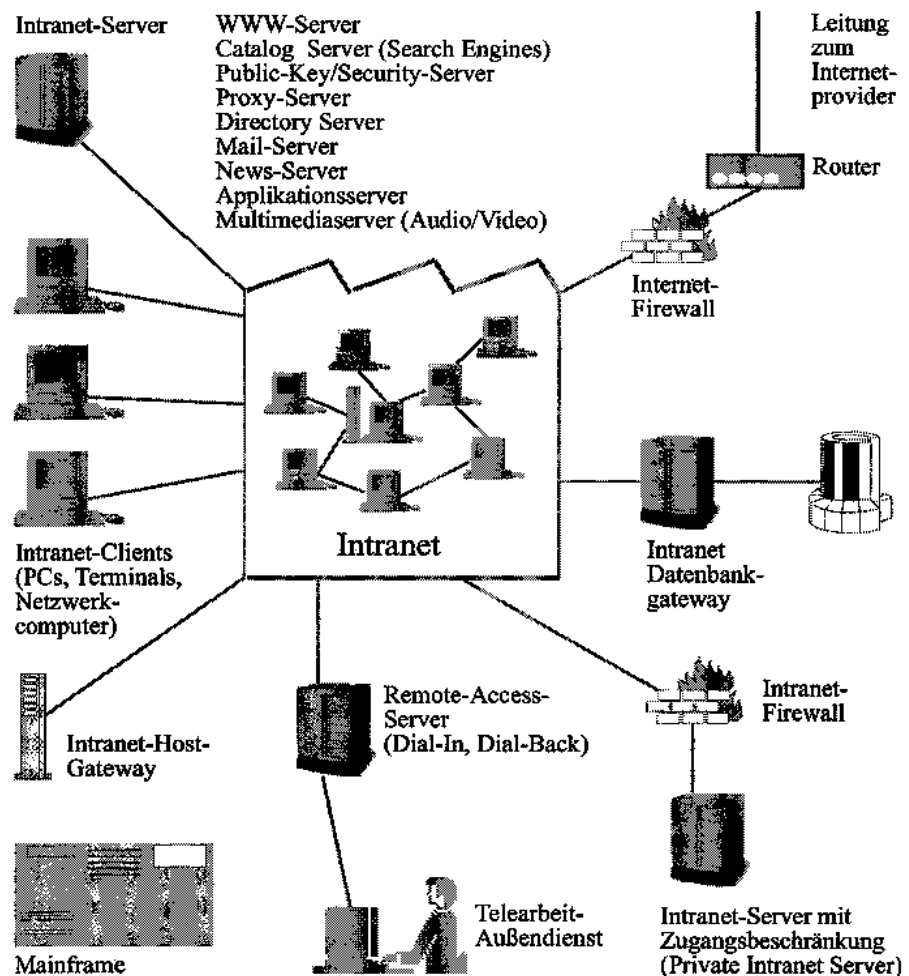 Intranet-Server
WWW-Server
Catalog Server (Search Engines)
Public-Key/Security-Server
Proxy-Server
Directory Server
Mail-Server
News-Server
Applikationsserver
Multimediaserver (Audio/Video)
Leitung
zum
Internet-
provider
Router
Internet-
Firewall
Intranet
Intranet-Clients
(PCs, Terminals,
Netzwerk-
computer)
Intranet
Datenbank-
gateway
Intranet-Host-
Gateway
Remote-Access-
Server
(Dial-In, Dial-Back)
Intranet-
Firewall
Mainframe
Telearbeit-
Außendienst
Intranet-Server mit
Zugangsbeschränkung
(Private Intranet Server)